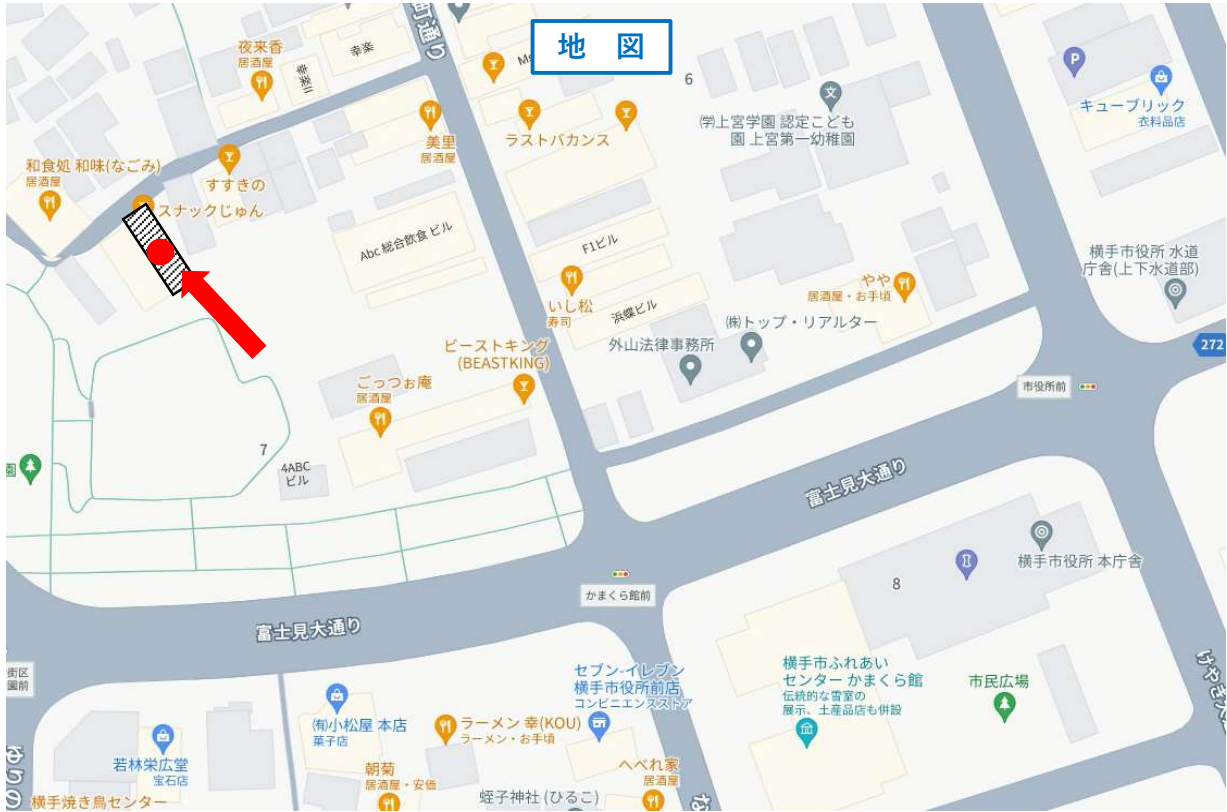 地 図
町通り
夜来香
居酒屋
幸楽
幸楽II
美里
居酒屋
ラストバカンス
6
(学)上宮学園 認定こども
園 上宮第一幼稚園
P
キューブリック
衣料品店
和食処 和味(なごみ)
居酒屋
すすきの
スナックじゅん
Abc 総合飲食 ビル
F1ビル
いし松
寿司
浜蝶ビル
やや
居酒屋・お手頃
横手市役所 水道
庁舎(上下水道部)
(株)トップ・リアルター
外山法律事務所
272
ビーストキング
(BEASTKING)
ごっつぉ庵
居酒屋
市役所前
7
4ABC
ビル
園
富士見大通り
横手市役所 本庁舎
8
かまくら館前
富士見大通り
街区
園前
セブン-イレブン
横手市役所前店
コンビニエンスストア
横手市ふれあい
センター かまくら館
伝統的な雪室の
展示、土産品店も併設
市民広場
けやき大
(有)小松屋 本店
菓子店
ラーメン 幸(KOU)
ラーメン・お手頃
若林栄広堂
宝石店
朝菊
居酒屋・安価
へべれ家
居酒屋
ゆりの
横手焼き鳥センター
蛭子神社 (ひるこ)
な